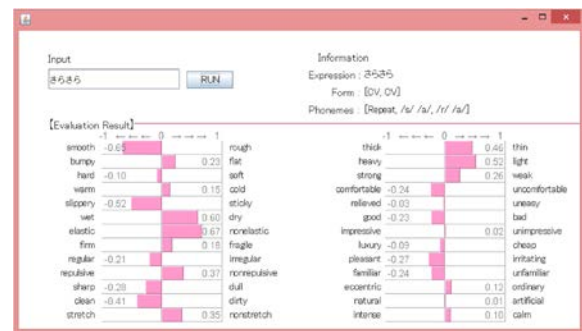 Input
さらさら
RUN
Information
Expression : さらさら
Form : [CV, CV]
Phonemes : [Repeat, /s/ /a/, /r/ /a/]
【Evaluation Result】
-1 ←←← 0 →→→ 1
smooth -0.65 rough
bumpy 0.23 flat
hard -0.10 soft
warm 0.15 cold
slippery -0.52 sticky
wet 0.60 dry
elastic 0.67 nonelastic
firm 0.18 fragile
regular -0.21 irregular
repulsive 0.37 nonrepulsive
sharp -0.28 dull
clean -0.41 dirty
stretch 0.35 nonstretch
-1 ←←← 0 →→→ 1
thick 0.46 thin
heavy 0.52 light
strong 0.26 weak
comfortable -0.24 uncomfortable
relieved -0.03 uneasy
good -0.23 bad
impressive 0.02 unimpressive
luxury -0.09 cheap
pleasant -0.27 irritating
familiar -0.24 unfamiliar
eccentric 0.12 ordinary
natural 0.01 artificial
intense 0.10 calm